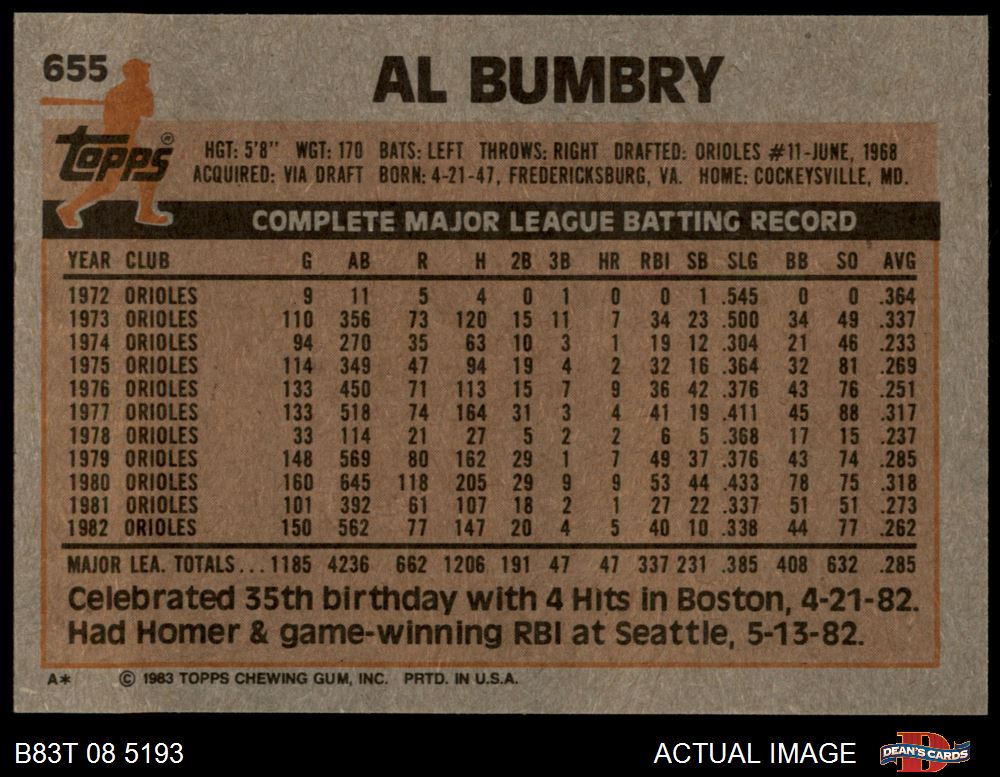 655
AL BUMBRY
Topps®
HGT: 5'8" WGT: 170 BATS: LEFT THROWS: RIGHT DRAFTED: ORIOLES #11-JUNE, 1968
ACQUIRED: VIA DRAFT BORN: 4-21-47, FREDERICKSBURG, VA. HOME: COCKEYSVILLE, MD.
COMPLETE MAJOR LEAGUE BATTING RECORD
YEAR CLUB G AB R H 2B 3B HR RBI SB SLG BB SO AVG
1972 ORIOLES 9 11 5 4 0 1 0 0 1 .545 0 0 .364
1973 ORIOLES 110 356 73 120 15 11 7 34 23 .500 34 49 .337
1974 ORIOLES 94 270 35 63 10 3 1 19 12 .304 21 46 .233
1975 ORIOLES 114 349 47 94 19 4 2 32 16 .364 32 81 .269
1976 ORIOLES 133 450 71 113 15 7 9 36 42 .376 43 76 .251
1977 ORIOLES 133 518 74 164 31 3 4 41 19 .411 45 88 .317
1978 ORIOLES 33 114 21 27 5 2 2 6 5 .368 17 15 .237
1979 ORIOLES 148 569 80 162 29 1 7 49 37 .376 43 74 .285
1980 ORIOLES 160 645 118 205 29 9 9 53 44 .433 78 75 .318
1981 ORIOLES 101 392 61 107 18 2 1 27 22 .337 51 51 .273
1982 ORIOLES 150 562 77 147 20 4 5 40 10 .338 44 77 .262
MAJOR LEA. TOTALS...1185 4236 662 1206 191 47 47 337 231 .385 408 632 .285
Celebrated 35th birthday with 4 Hits in Boston, 4-21-82.
Had Homer & game-winning RBI at Seattle, 5-13-82.
A* © 1983 TOPPS CHEWING GUM, INC. PRTD. IN U.S.A.
B83T 08 5193 ACTUAL IMAGE DEAN'S CARDS